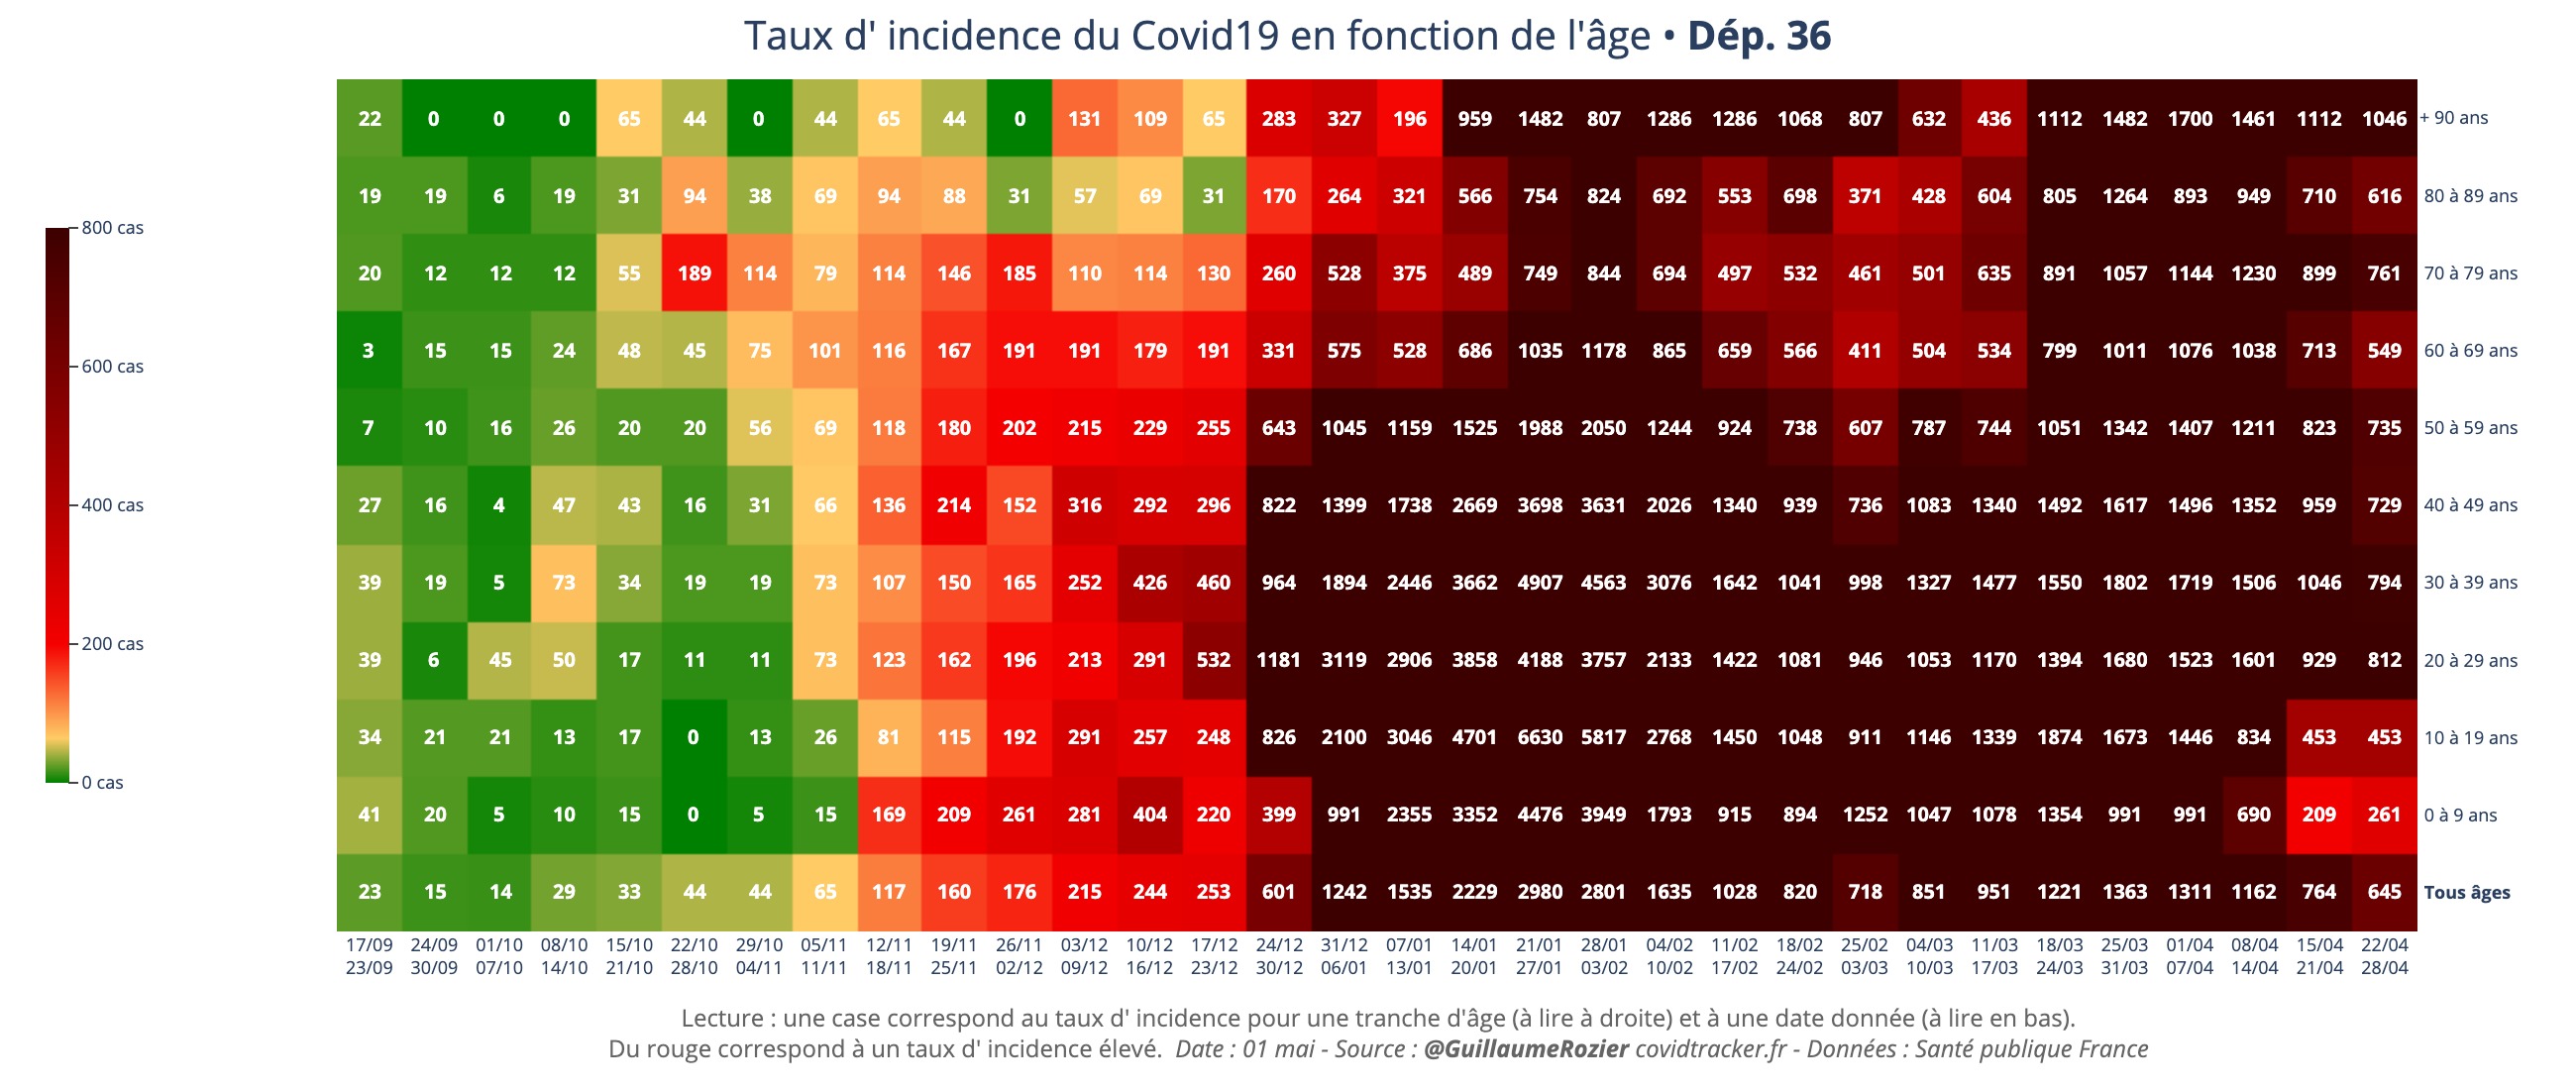 Taux d' incidence du Covid19 en fonction de l'âge • Dép. 36
800 cas
600 cas
400 cas
200 cas
0 cas
22 0 0 0 65 44 0 44 65 44 0 131 109 65 283 327 196 959 1482 807 1286 1286 1068 807 632 436 1112 1482 1700 1461 1112 1046 + 90 ans
19 19 6 19 31 94 38 69 94 88 31 57 69 31 170 264 321 566 754 824 692 553 698 371 428 604 805 1264 893 949 710 616 80 à 89 ans
20 12 12 12 55 189 114 79 114 146 185 110 114 130 260 528 375 489 749 844 694 497 532 461 501 635 891 1057 1144 1230 899 761 70 à 79 ans
3 15 15 24 48 45 75 101 116 167 191 191 179 191 331 575 528 686 1035 1178 865 659 566 411 504 534 799 1011 1076 1038 713 549 60 à 69 ans
7 10 16 26 20 20 56 69 118 180 202 215 229 255 643 1045 1159 1525 1988 2050 1244 924 738 607 787 744 1051 1342 1407 1211 823 735 50 à 59 ans
27 16 4 47 43 16 31 66 136 214 152 316 292 296 822 1399 1738 2669 3698 3631 2026 1340 939 736 1083 1340 1492 1617 1496 1352 959 729 40 à 49 ans
39 19 5 73 34 19 19 73 107 150 165 252 426 460 964 1894 2446 3662 4907 4563 3076 1642 1041 998 1327 1477 1550 1802 1719 1506 1046 794 30 à 39 ans
39 6 45 50 17 11 11 73 123 162 196 213 291 532 1181 3119 2906 3858 4188 3757 2133 1422 1081 946 1053 1170 1394 1680 1523 1601 929 812 20 à 29 ans
34 21 21 13 17 0 13 26 81 115 192 291 257 248 826 2100 3046 4701 6630 5817 2768 1450 1048 911 1146 1339 1874 1673 1446 834 453 453 10 à 19 ans
41 20 5 10 15 0 5 15 169 209 261 281 404 220 399 991 2355 3352 4476 3949 1793 915 894 1252 1047 1078 1354 991 991 690 209 261 0 à 9 ans
23 15 14 29 33 44 44 65 117 160 176 215 244 253 601 1242 1535 2229 2980 2801 1635 1028 820 718 851 951 1221 1363 1311 1162 764 645 Tous âges
17/09 24/09 01/10 08/10 15/10 22/10 29/10 05/11 12/11 19/11 26/11 03/12 10/12 17/12 24/12 31/12 07/01 14/01 21/01 28/01 04/02 11/02 18/02 25/02 04/03 11/03 18/03 25/03 01/04 08/04 15/04 22/04
23/09 30/09 07/10 14/10 21/10 28/10 04/11 11/11 18/11 25/11 02/12 09/12 16/12 23/12 30/12 06/01 13/01 20/01 27/01 03/02 10/02 17/02 24/02 03/03 10/03 17/03 24/03 31/03 07/04 14/04 21/04 28/04
Lecture : une case correspond au taux d' incidence pour une tranche d'âge (à lire à droite) et à une date donnée (à lire en bas).
Du rouge correspond à un taux d' incidence élevé. Date : 01 mai - Source : @GuillaumeRozier covidtracker.fr - Données : Santé publique France